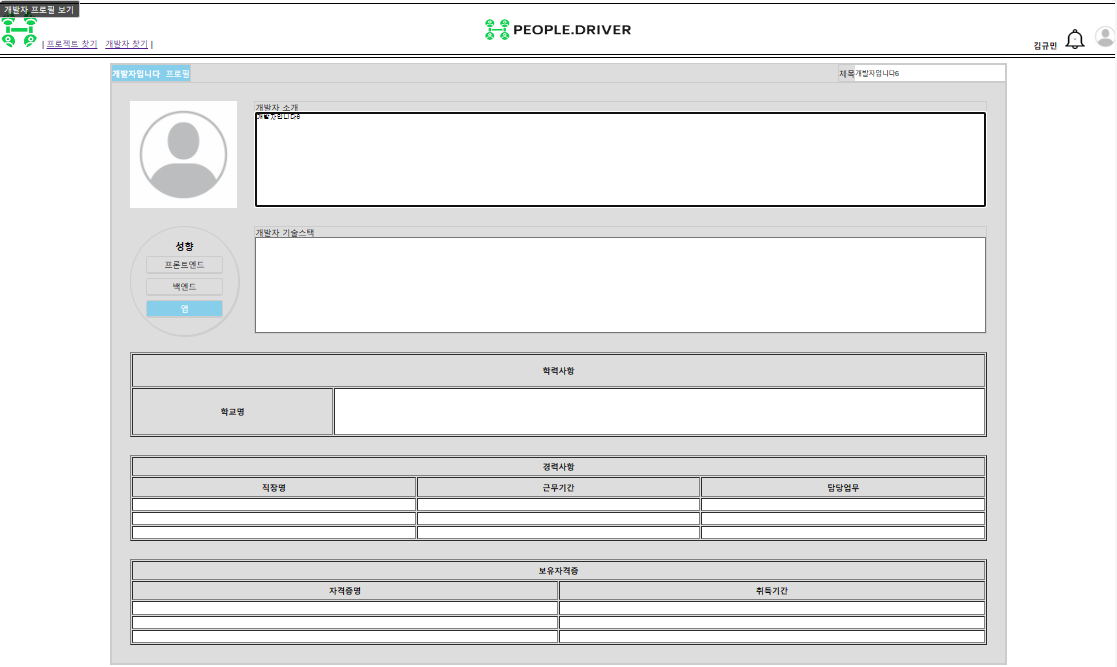 개발자 프로필 보기
PEOPLE.DRIVER
| 프로젝트 찾기 개발자 찾기 |
김규민
개발자입니다 프로필
제목 개발자입니다6
개발자 소개
개발자입니다6
성향
프론트엔드
백엔드
앱
개발자 기술스택
학력사항
학교명
경력사항
직장명 근무기간 담당업무
보유자격증
자격증명 취득기간